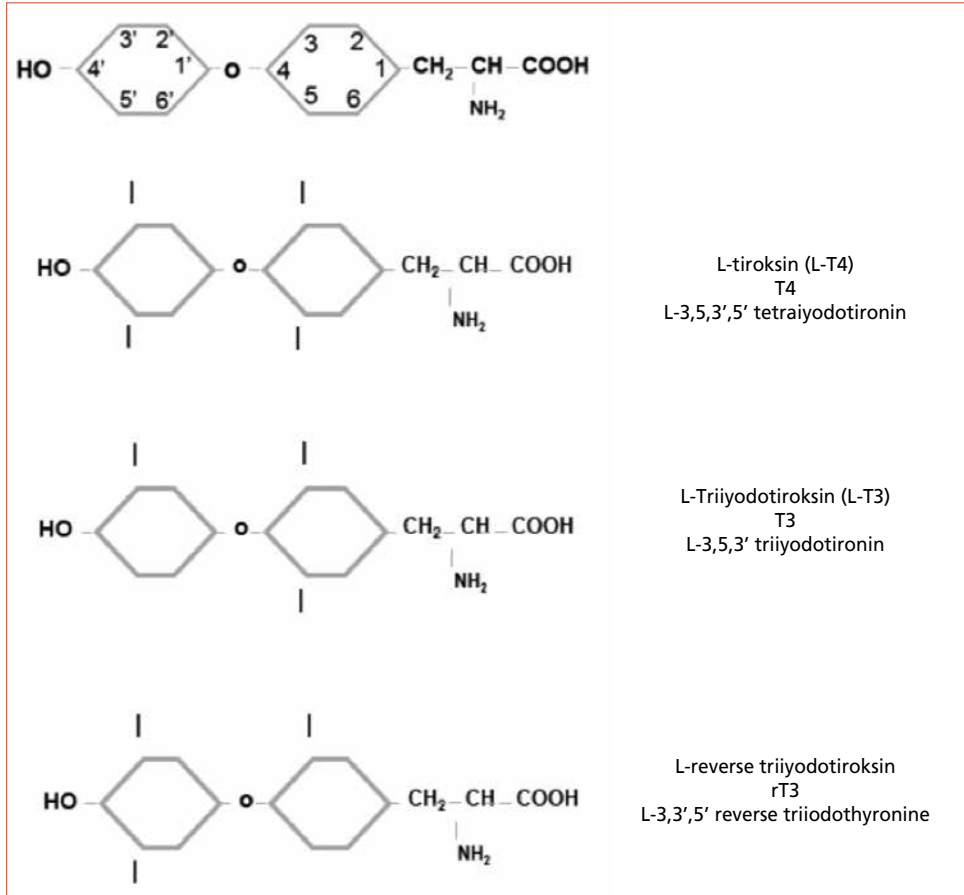 3' 2' 3 2
HO 4' 1' O 4 1 CH2 CH COOH
5' 6' 5 6 NH2
I I
HO O CH2 CH COOH
NH2
I I
L-tiroksin (L-T4)
T4
L-3,5,3′,5′ tetraiyodotironin
I I
HO O CH2 CH COOH
NH2
I
L-Triiyodotiroksin (L-T3)
T3
L-3,5,3′ triiyodotironin
I I
HO O CH2 CH COOH
NH2
I
L-reverse triiyodotiroksin
rT3
L-3,3′,5′ reverse triiodothyronine